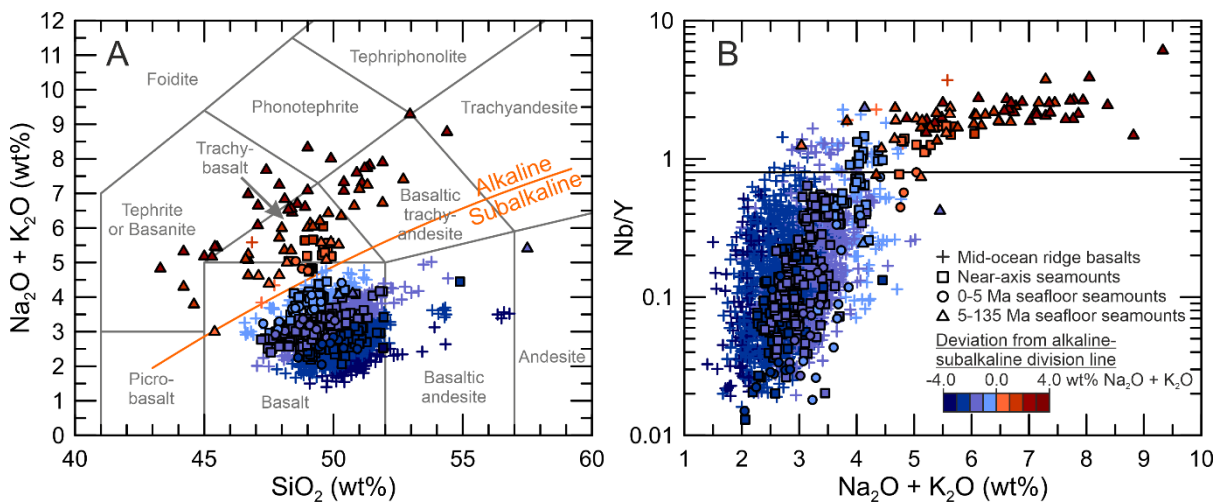 A
12
11
10
9
8
7
6
5
4
3
2
1
0
Na₂O + K₂O (wt%)
40
45
50
55
60
SiO₂ (wt%)
Foidite
Tephriphonolite
Phonotephrite
Trachyandesite
Trachy-
basalt
Tephrite
or Basanite
Basaltic
trachy-
andesite
Alkaline
Subalkaline
Picro-
basalt
Basalt
Basaltic
andesite
Andesite
B
10
1
0.1
0.01
Nb/Y
1
2
3
4
5
6
7
8
9
10
Na₂O + K₂O (wt%)
Mid-ocean ridge basalts
Near-axis seamounts
0-5 Ma seafloor seamounts
5-135 Ma seafloor seamounts
Deviation from alkaline-
subalkaline division line
-4.0 0.0 4.0 wt% Na₂O + K₂O